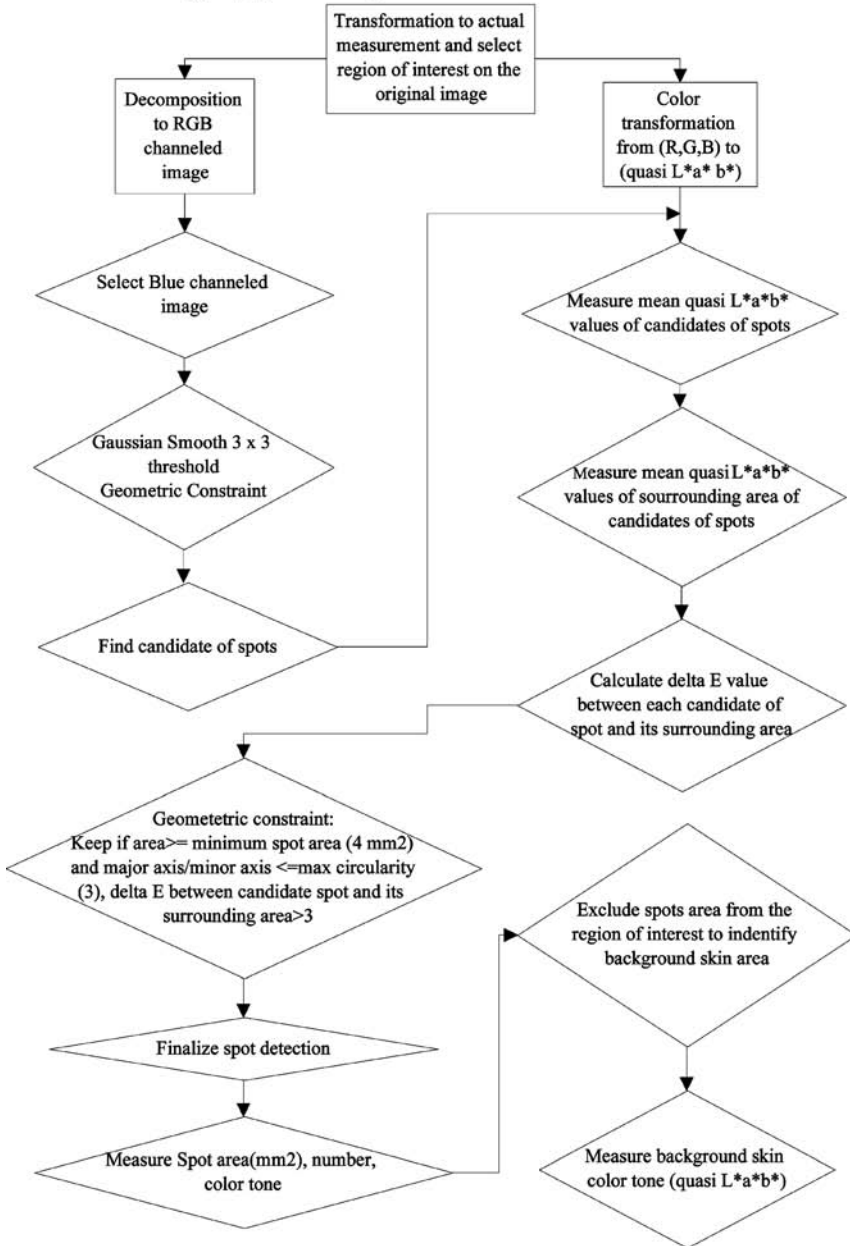 Transformation to actual
measurement and select
region of interest on the
original image
Decomposition
to RGB
channeled
image
Color
transformation
from (R,G,B) to
(quasi L*a* b*)
Select Blue channeled
image
Measure mean quasi L*a*b*
values of candidates of spots
Gaussian Smooth 3 x 3
threshold
Geometric Constraint
Measure mean quasi L*a*b*
values of sourrounding area of
candidates of spots
Find candidate of spots
Calculate delta E value
between each candidate of
spot and its surrounding area
Geometetric constraint:
Keep if area>= minimum spot area (4 mm2)
and major axis/minor axis <=max circularity
(3), delta E between candidate spot and its
surrounding area>3
Exclude spots area from the
region of interest to indentify
background skin area
Finalize spot detection
Measure Spot area(mm2), number,
color tone
Measure background skin
color tone (quasi L*a*b*)